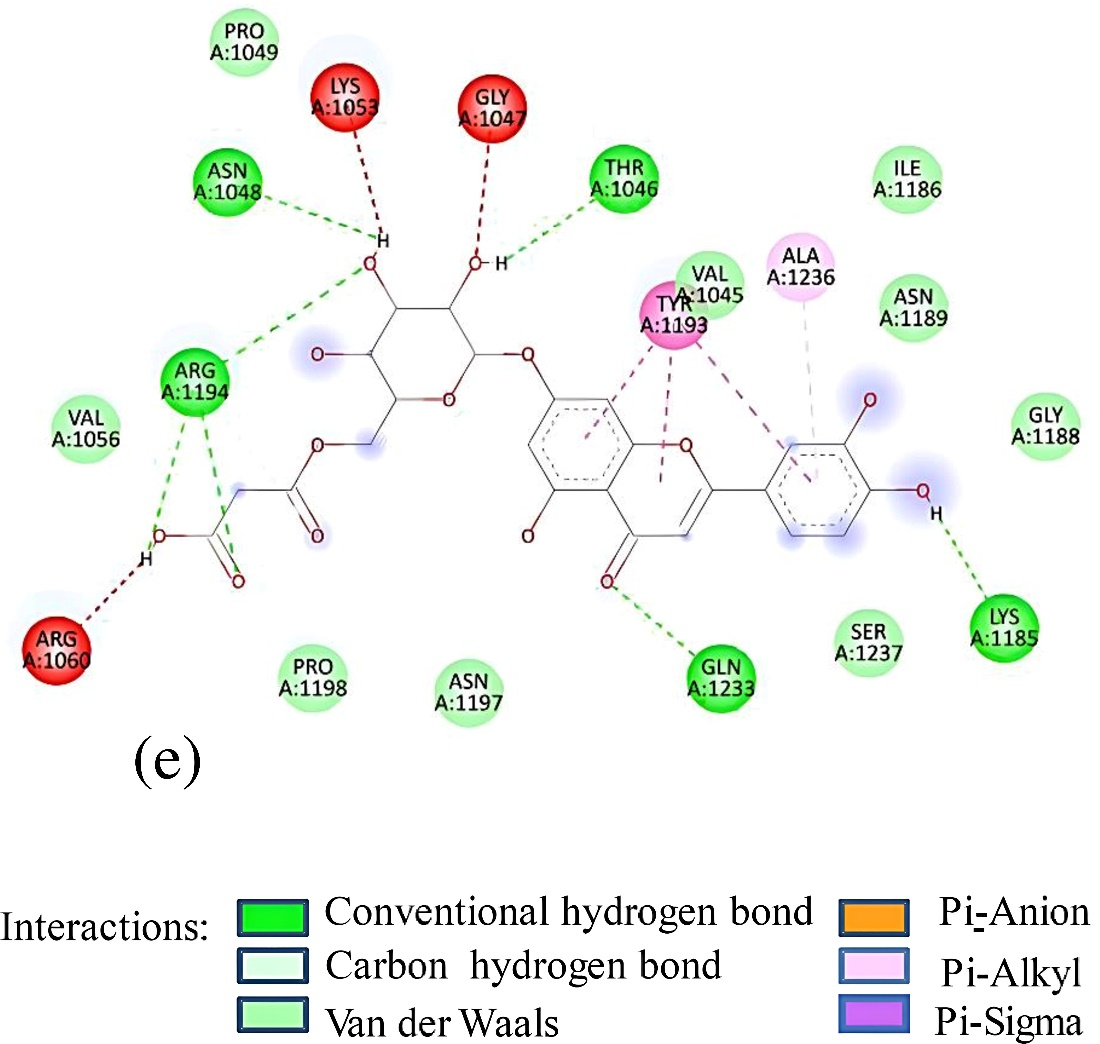 PRO
A:1049
LYS
A:1053
GLY
A:1047
ASN
A:1048
THR
A:1046
ILE
A:1186
H
O
O
H
ALA
A:1236
VAL
A:1045
TYR
A:1193
ASN
A:1189
O
O
ARG
A:1194
O
O
VAL
A:1056
GLY
A:1188
O
O
O
O
H
O
H
O
O
O
O
ARG
A:1060
LYS
A:1185
SER
A:1237
PRO
A:1198
ASN
A:1197
GLN
A:1233
(e)
Interactions:
Conventional hydrogen bond
Carbon hydrogen bond
Van der Waals
Pi-Anion
Pi-Alkyl
Pi-Sigma